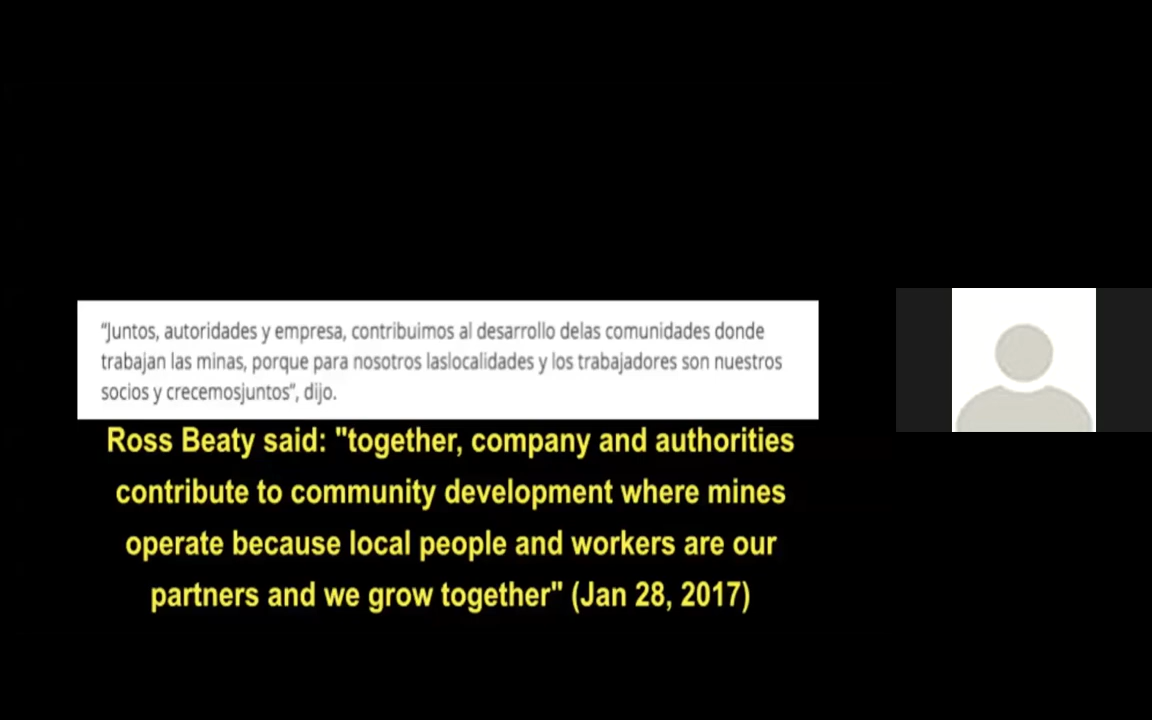 “Juntos, autoridades y empresa, contribuimos al desarrollo delas comunidades donde
trabajan las minas, porque para nosotros laslocalidades y los trabajadores son nuestros
socios y crecemosjuntos”, dijo.
Ross Beaty said: "together, company and authorities
contribute to community development where mines
operate because local people and workers are our
partners and we grow together" (Jan 28, 2017)